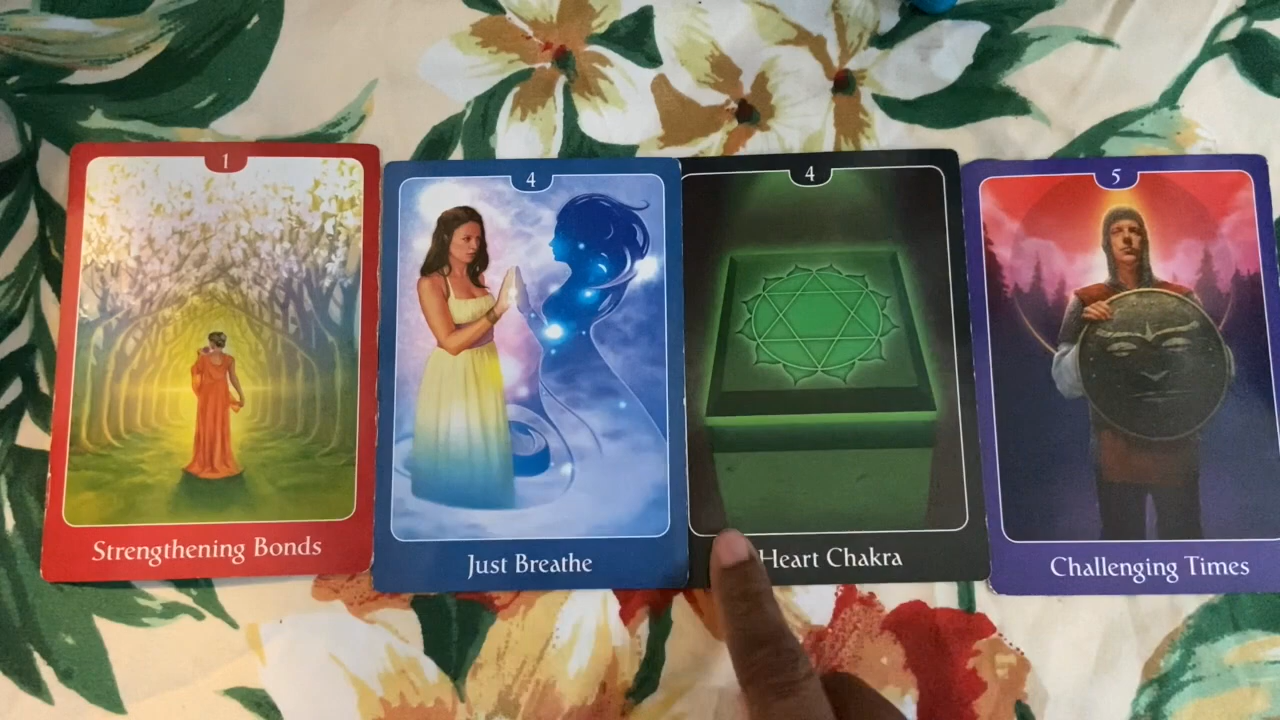 1
Strengthening Bonds
4
Just Breathe
4
Heart Chakra
5
Challenging Times